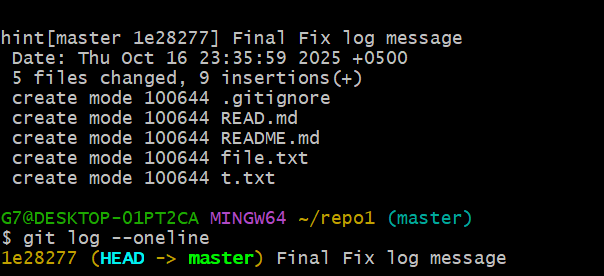 hint[master 1e28277] Final Fix log message
 Date: Thu Oct 16 23:35:59 2025 +0500
 5 files changed, 9 insertions(+)
 create mode 100644 .gitignore
 create mode 100644 READ.md
 create mode 100644 README.md
 create mode 100644 file.txt
 create mode 100644 t.txt
G7@DESKTOP-01PT2CA MINGW64 ~/repo1 (master)
$ git log --oneline
1e28277 (HEAD -> master) Final Fix log message